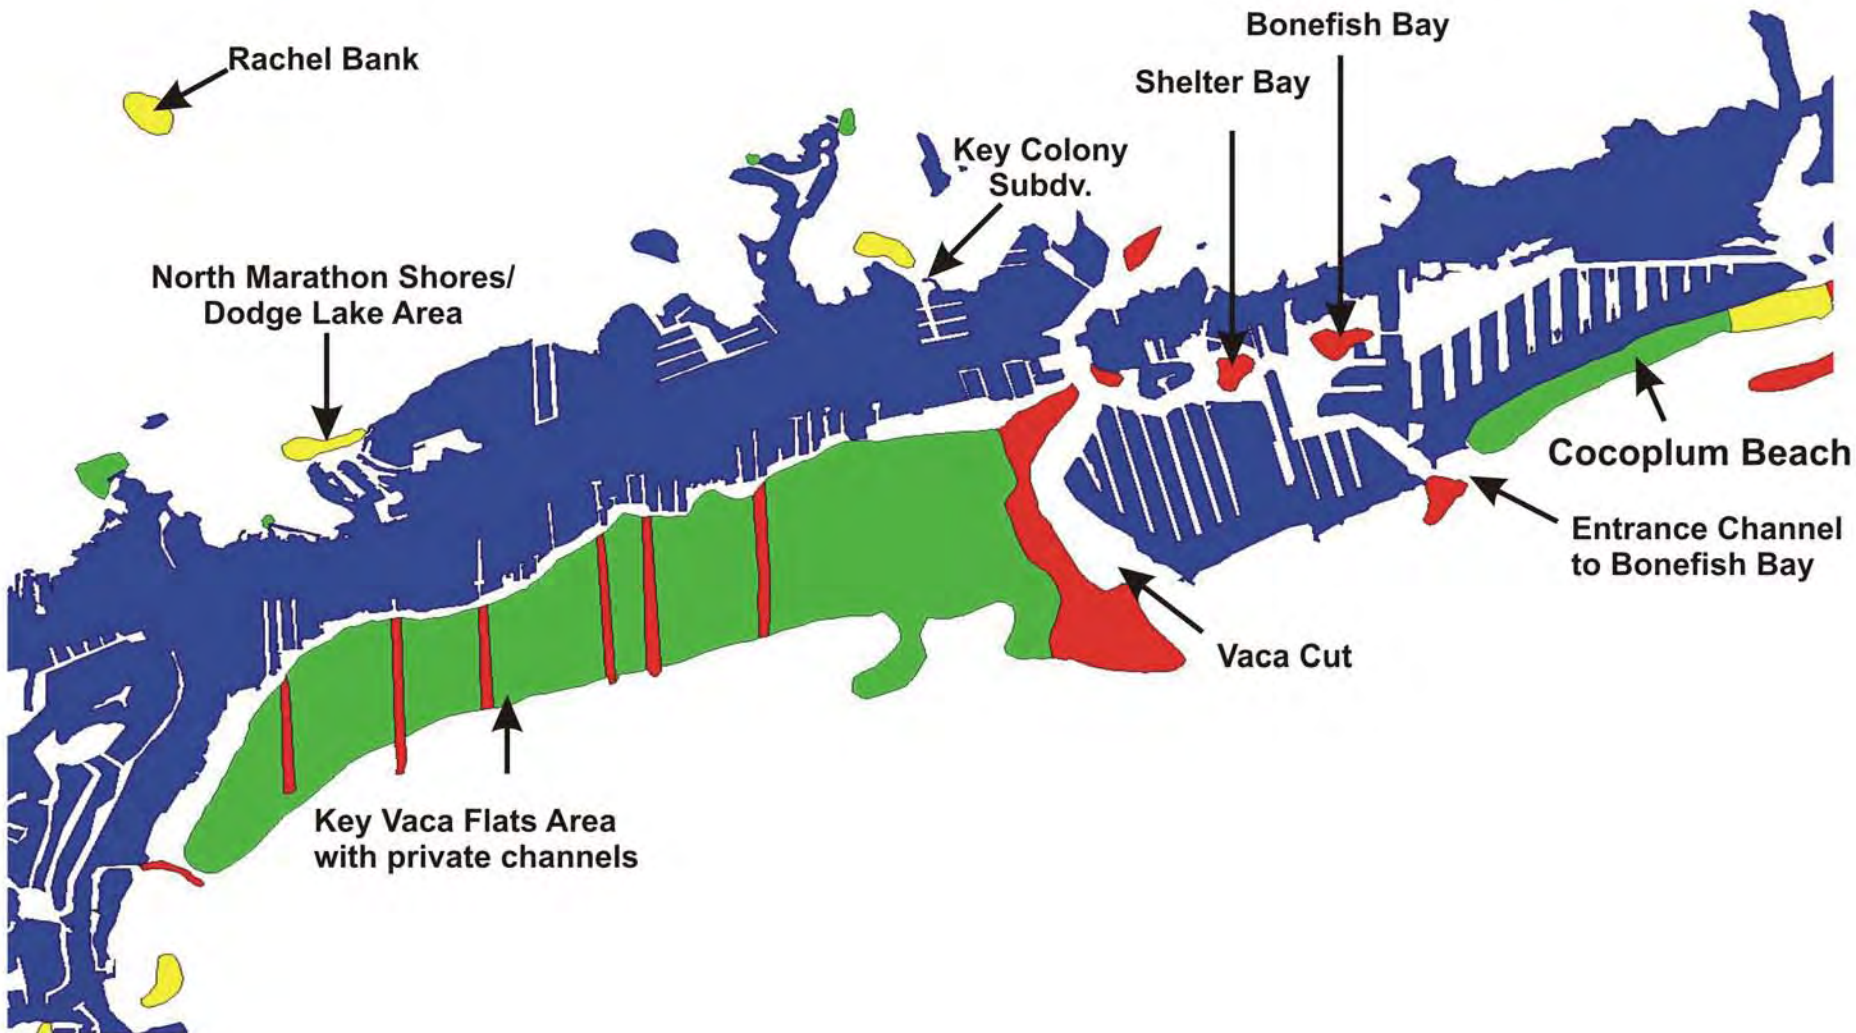 Bonefish Bay
Rachel Bank
Shelter Bay
Key Colony
Subdv.
North Marathon Shores/
Dodge Lake Area
Cocoplum Beach
Entrance Channel
to Bonefish Bay
Vaca Cut
Key Vaca Flats Area
with private channels